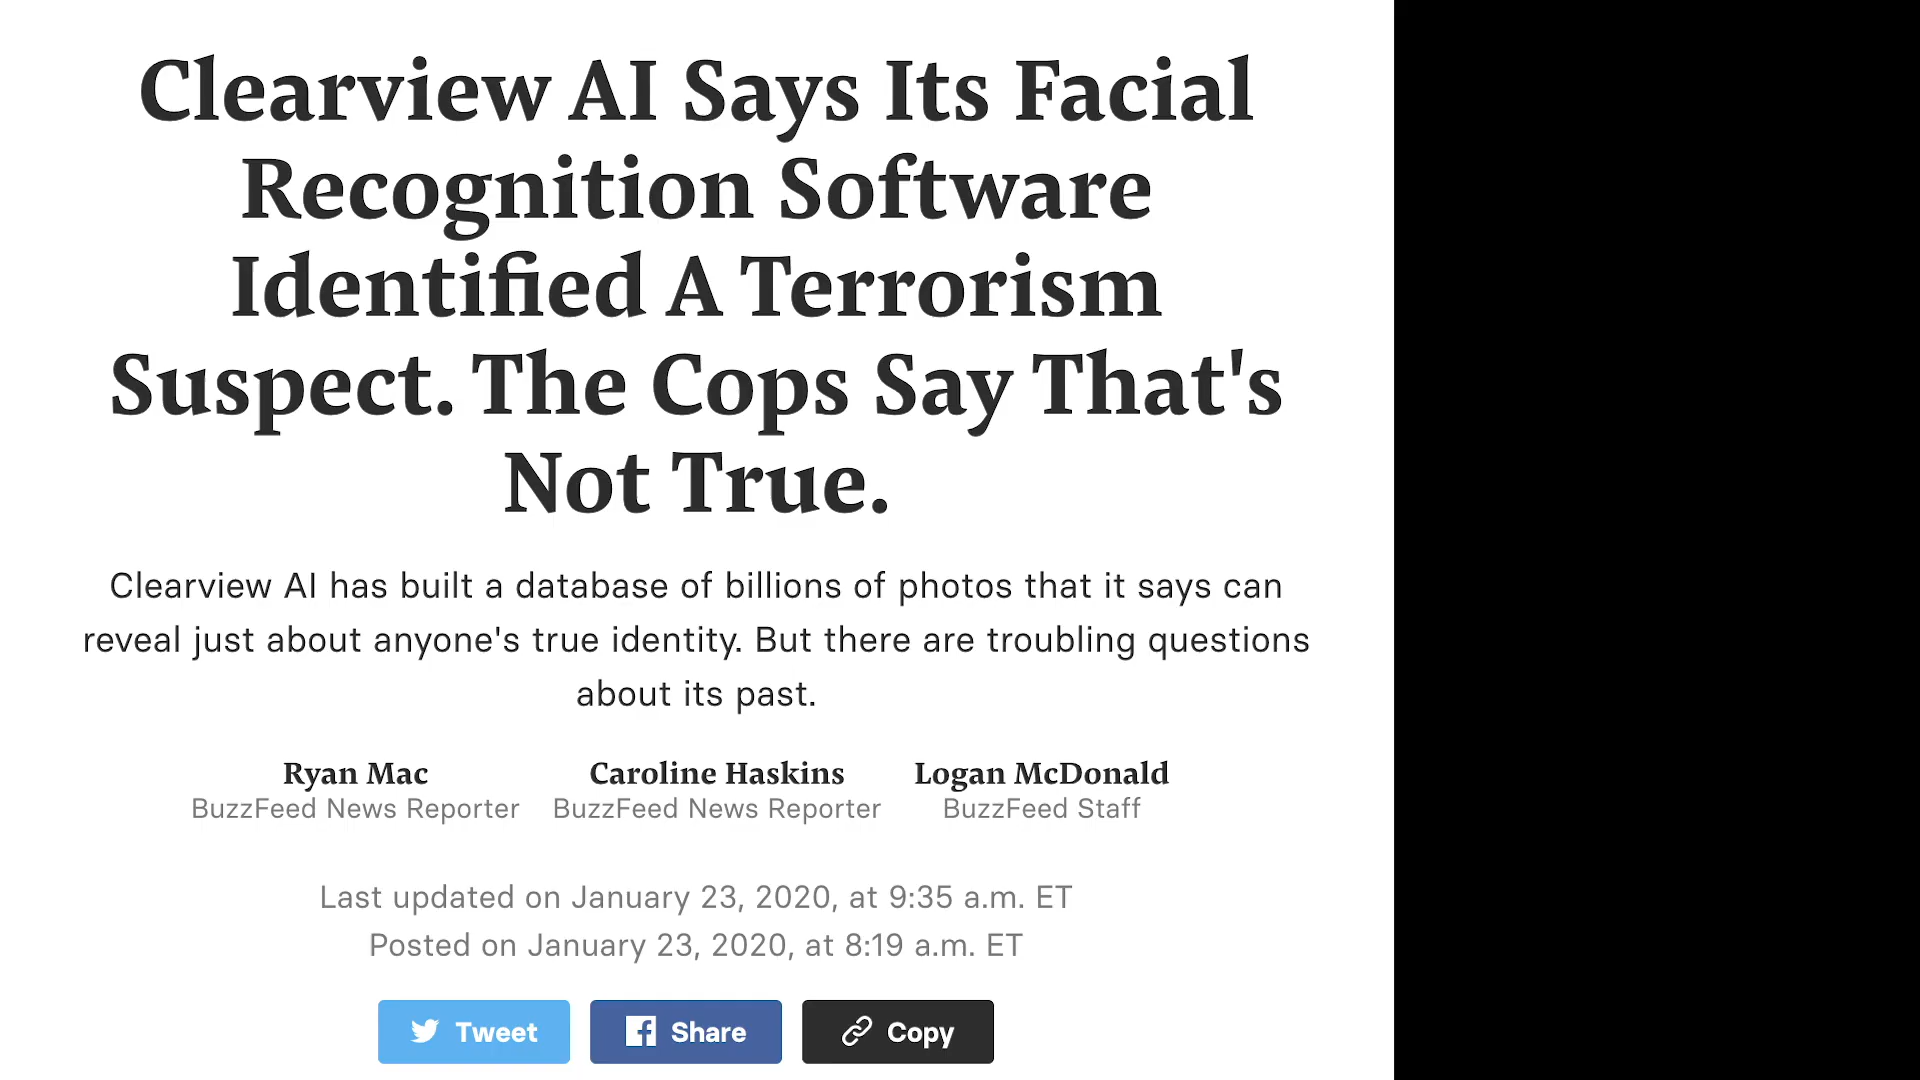 Clearview AI Says Its Facial
Recognition Software
Identified A Terrorism
Suspect. The Cops Say That's
Not True.
Clearview AI has built a database of billions of photos that it says can
reveal just about anyone's true identity. But there are troubling questions
about its past.
Ryan Mac Caroline Haskins Logan McDonald
BuzzFeed News Reporter BuzzFeed News Reporter BuzzFeed Staff
Last updated on January 23, 2020, at 9:35 a.m. ET
Posted on January 23, 2020, at 8:19 a.m. ET
Tweet Share Copy